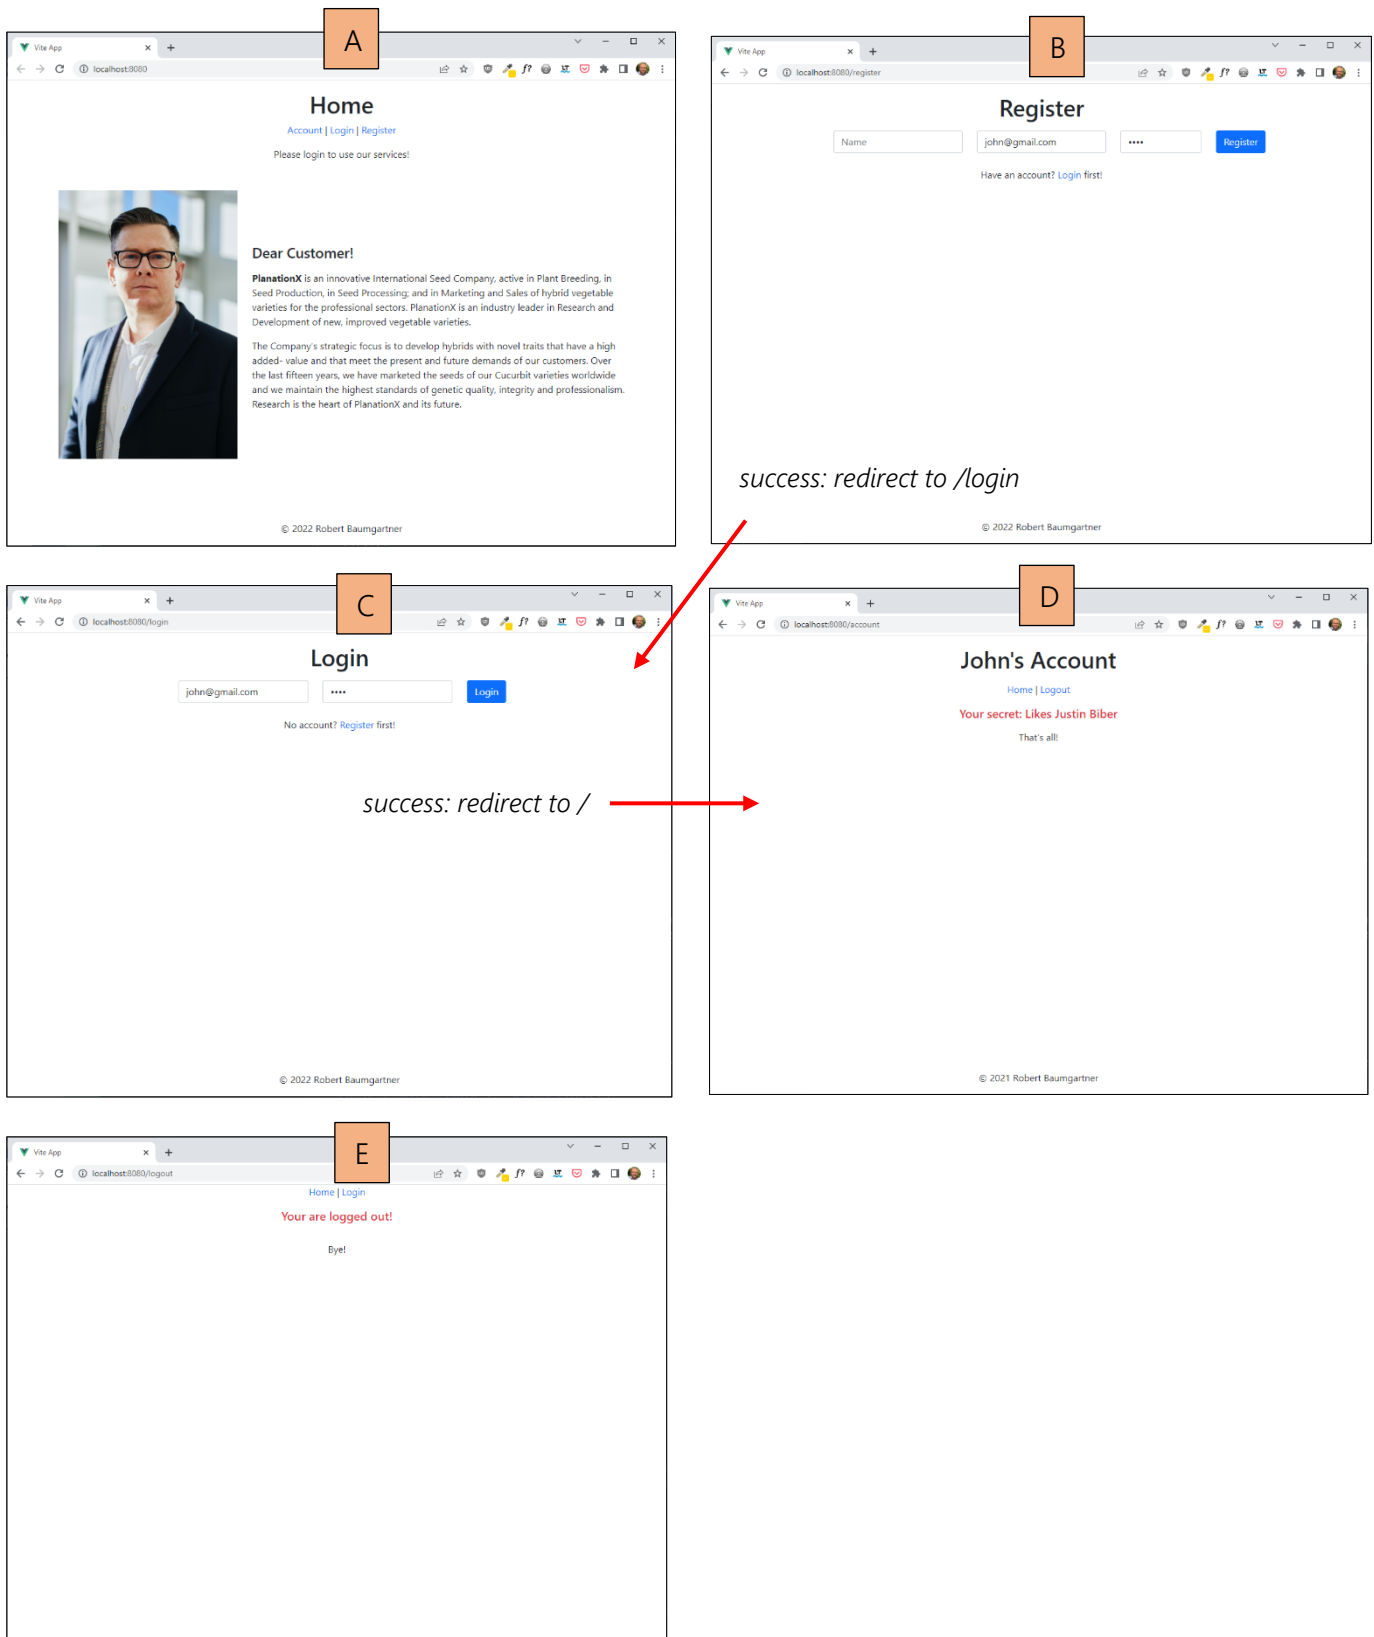 A
Vite App
localhost:8080
Home
Account | Login | Register
Please login to use our services!
Dear Customer!
PlanationX is an innovative International Seed Company, active in Plant Breeding, in
Seed Production, in Seed Processing; and in Marketing and Sales of hybrid vegetable
varieties for the professional sectors. PlanationX is an industry leader in Research and
Development of new, improved vegetable varieties.
The Company's strategic focus is to develop hybrids with novel traits that have a high
added- value and that meet the present and future demands of our customers. Over
the last fifteen years, we have marketed the seeds of our Cucurbit varieties worldwide
and we maintain the highest standards of genetic quality, integrity and professionalism.
Research is the heart of PlanationX and its future.
© 2022 Robert Baumgartner
B
Vite App
localhost:8080/register
Register
Name
john@gmail.com
••••
Register
Have an account? Login first!
success: redirect to /login
© 2022 Robert Baumgartner
C
Vite App
localhost:8080/login
Login
john@gmail.com
••••
Login
No account? Register first!
success: redirect to /
© 2022 Robert Baumgartner
D
Vite App
localhost:8080/account
John's Account
Home | Logout
Your secret: Likes Justin Biber
That's all!
© 2021 Robert Baumgartner
E
Vite App
localhost:8080/logout
Home | Login
Your are logged out!
Bye!